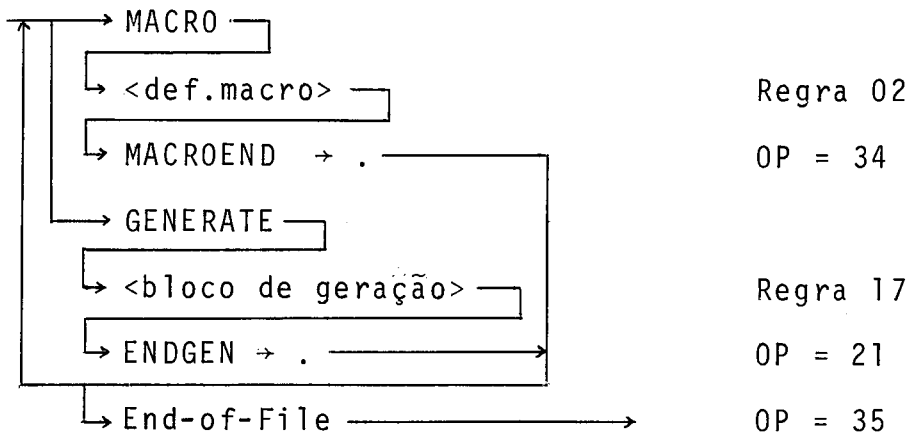 MACRO
<def.macro> Regra 02
MACROEND → . OP = 34
GENERATE
<bloco de geração> Regra 17
ENDGEN → . OP = 21
End-of-File OP = 35